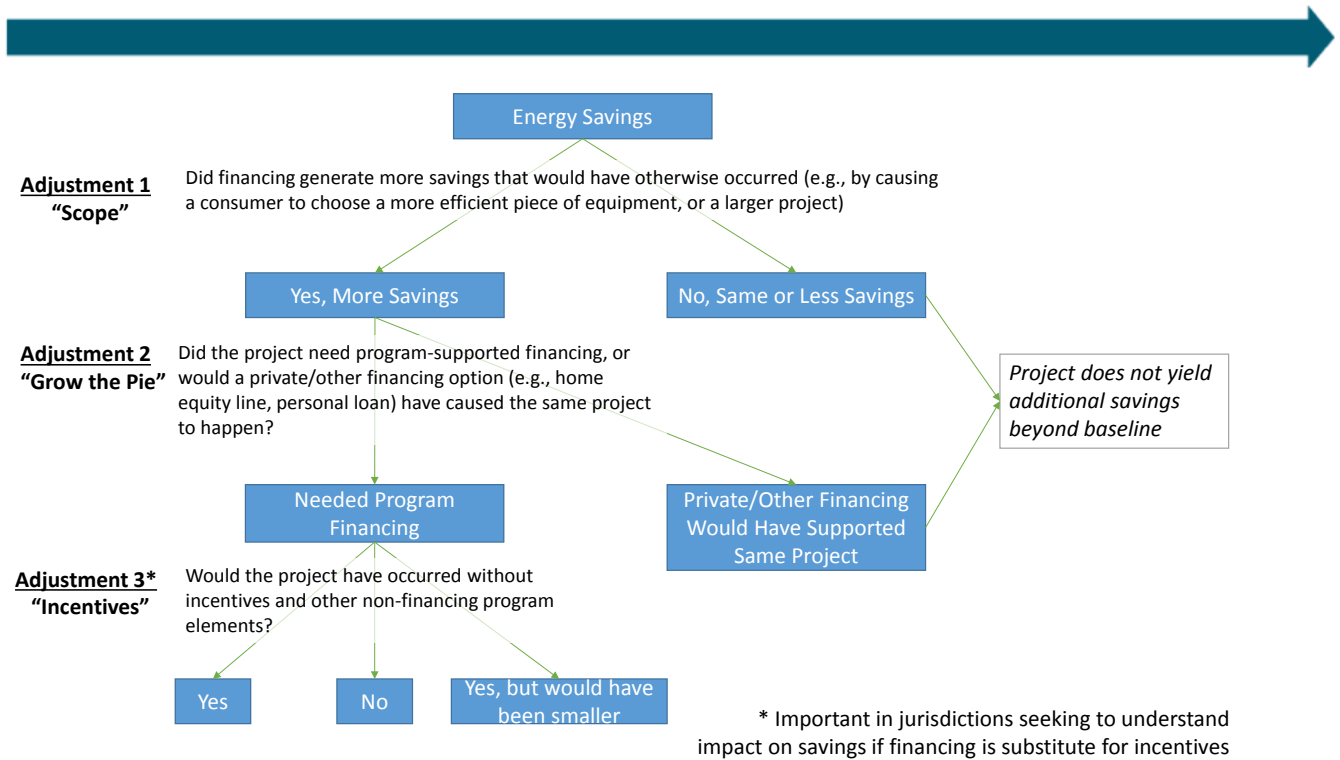 Energy Savings
Adjustment 1
“Scope”
Did financing generate more savings that would have otherwise occurred (e.g., by causing
a consumer to choose a more efficient piece of equipment, or a larger project)
Yes, More Savings
No, Same or Less Savings
Adjustment 2
“Grow the Pie”
Did the project need program-supported financing, or
would a private/other financing option (e.g., home
equity line, personal loan) have caused the same project
to happen?
Project does not yield
additional savings
beyond baseline
Needed Program
Financing
Private/Other Financing
Would Have Supported
Same Project
Adjustment 3*
“Incentives”
Would the project have occurred without
incentives and other non-financing program
elements?
Yes
No
Yes, but would have
been smaller
* Important in jurisdictions seeking to understand
impact on savings if financing is substitute for incentives